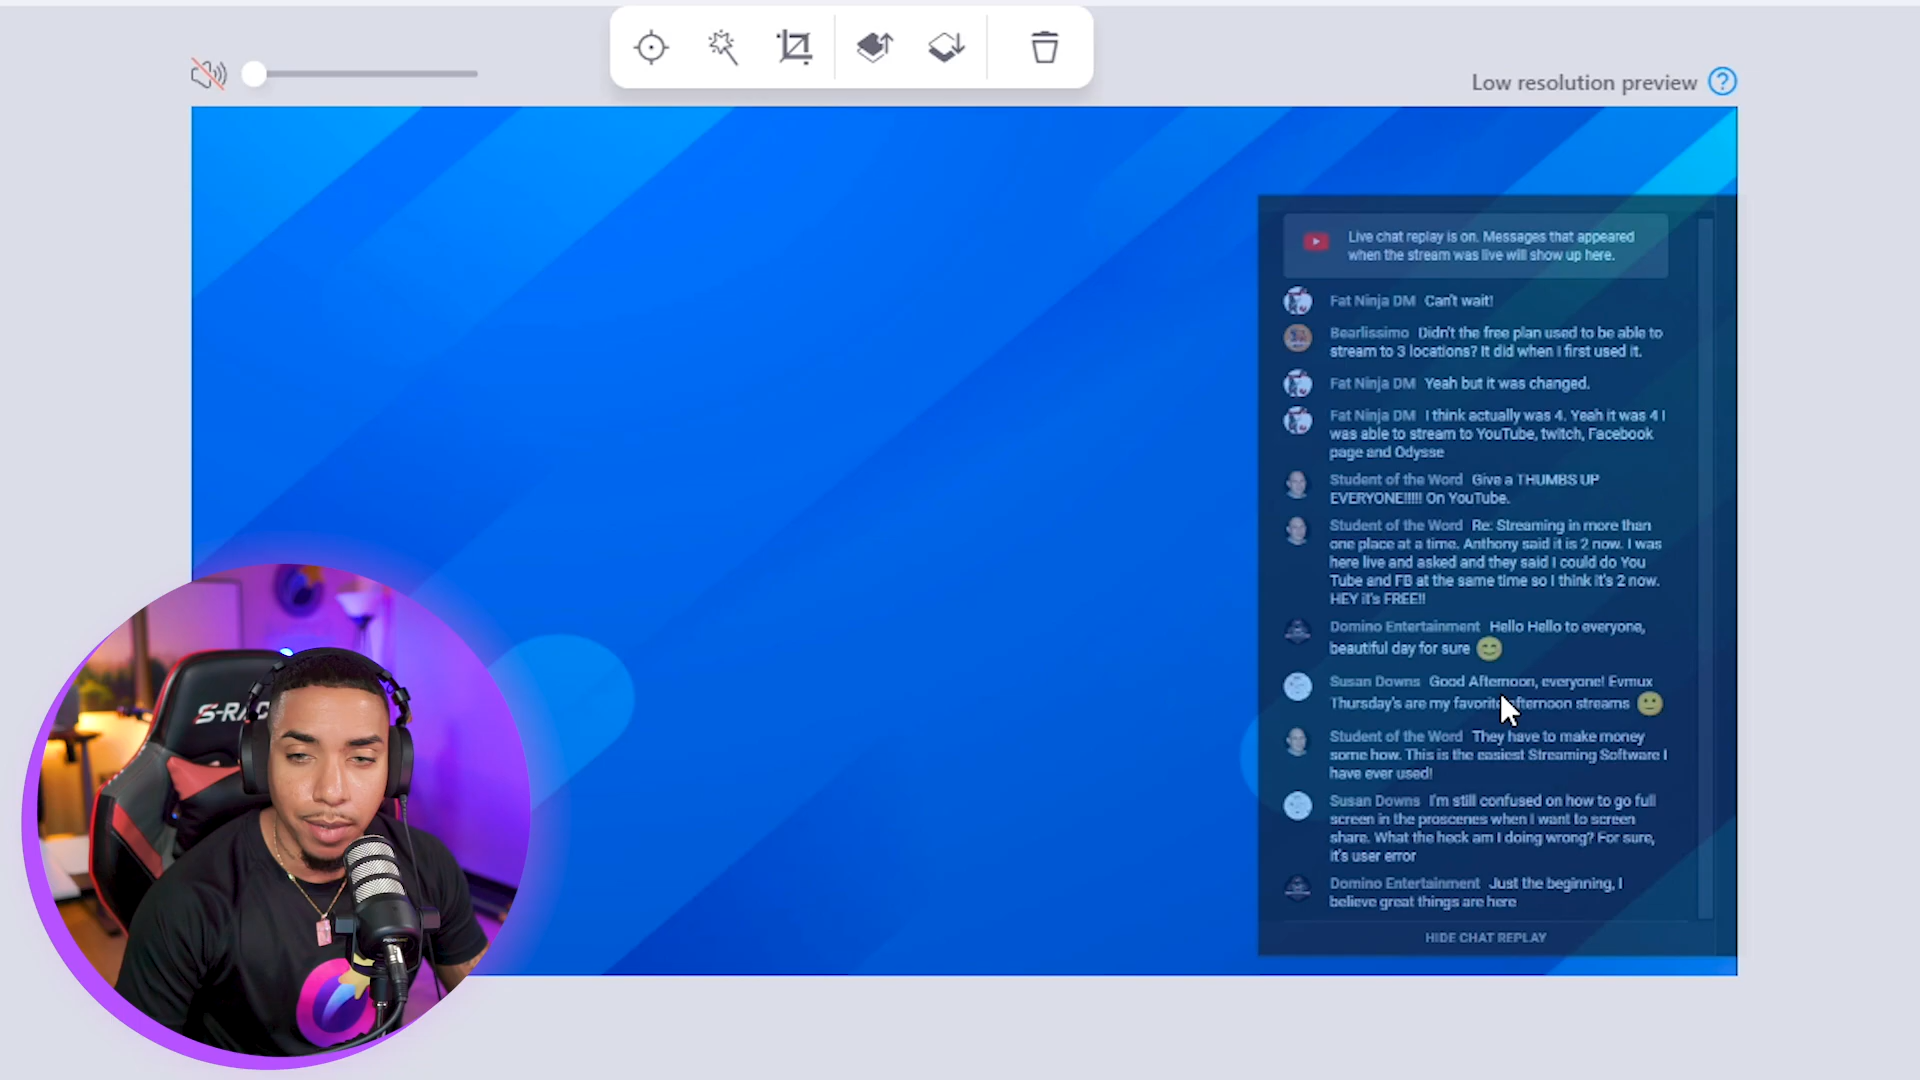 Low resolution preview
Live chat replay is on. Messages that appeared
when the stream was live will show up here.
Fat Ninja DM Can't wait!
Bearlissimo Didn't the free plan used to be able to
stream to 3 locations? It did when I first used it.
Fat Ninja DM Yeah but it was changed.
Fat Ninja DM I think actually was 4. Yeah it was 4 I
was able to stream to YouTube, twitch, Facebook
page and Odysse
Student of the Word Give a THUMBS UP
EVERYONE!!!!! On YouTube.
Student of the Word Re: Streaming in more than
one place at a time. Anthony said it is 2 now. I was
here live and asked and they said I could do You
Tube and FB at the same time so I think it's 2 now.
HEY it's FREE!!
Domino Entertainment Hello Hello to everyone,
beautiful day for sure 😊
Susan Downs Good Afternoon, everyone! Evmux
Thursday's are my favorite afternoon streams 🙂
Student of the Word They have to make money
some how. This is the easiest Streaming Software I
have ever used!
Susan Downs I'm still confused on how to go full
screen in the proscenes when I want to screen
share. What the heck am I doing wrong? For sure,
it's user error
Domino Entertainment Just the beginning, I
believe great things are here
HIDE CHAT REPLAY